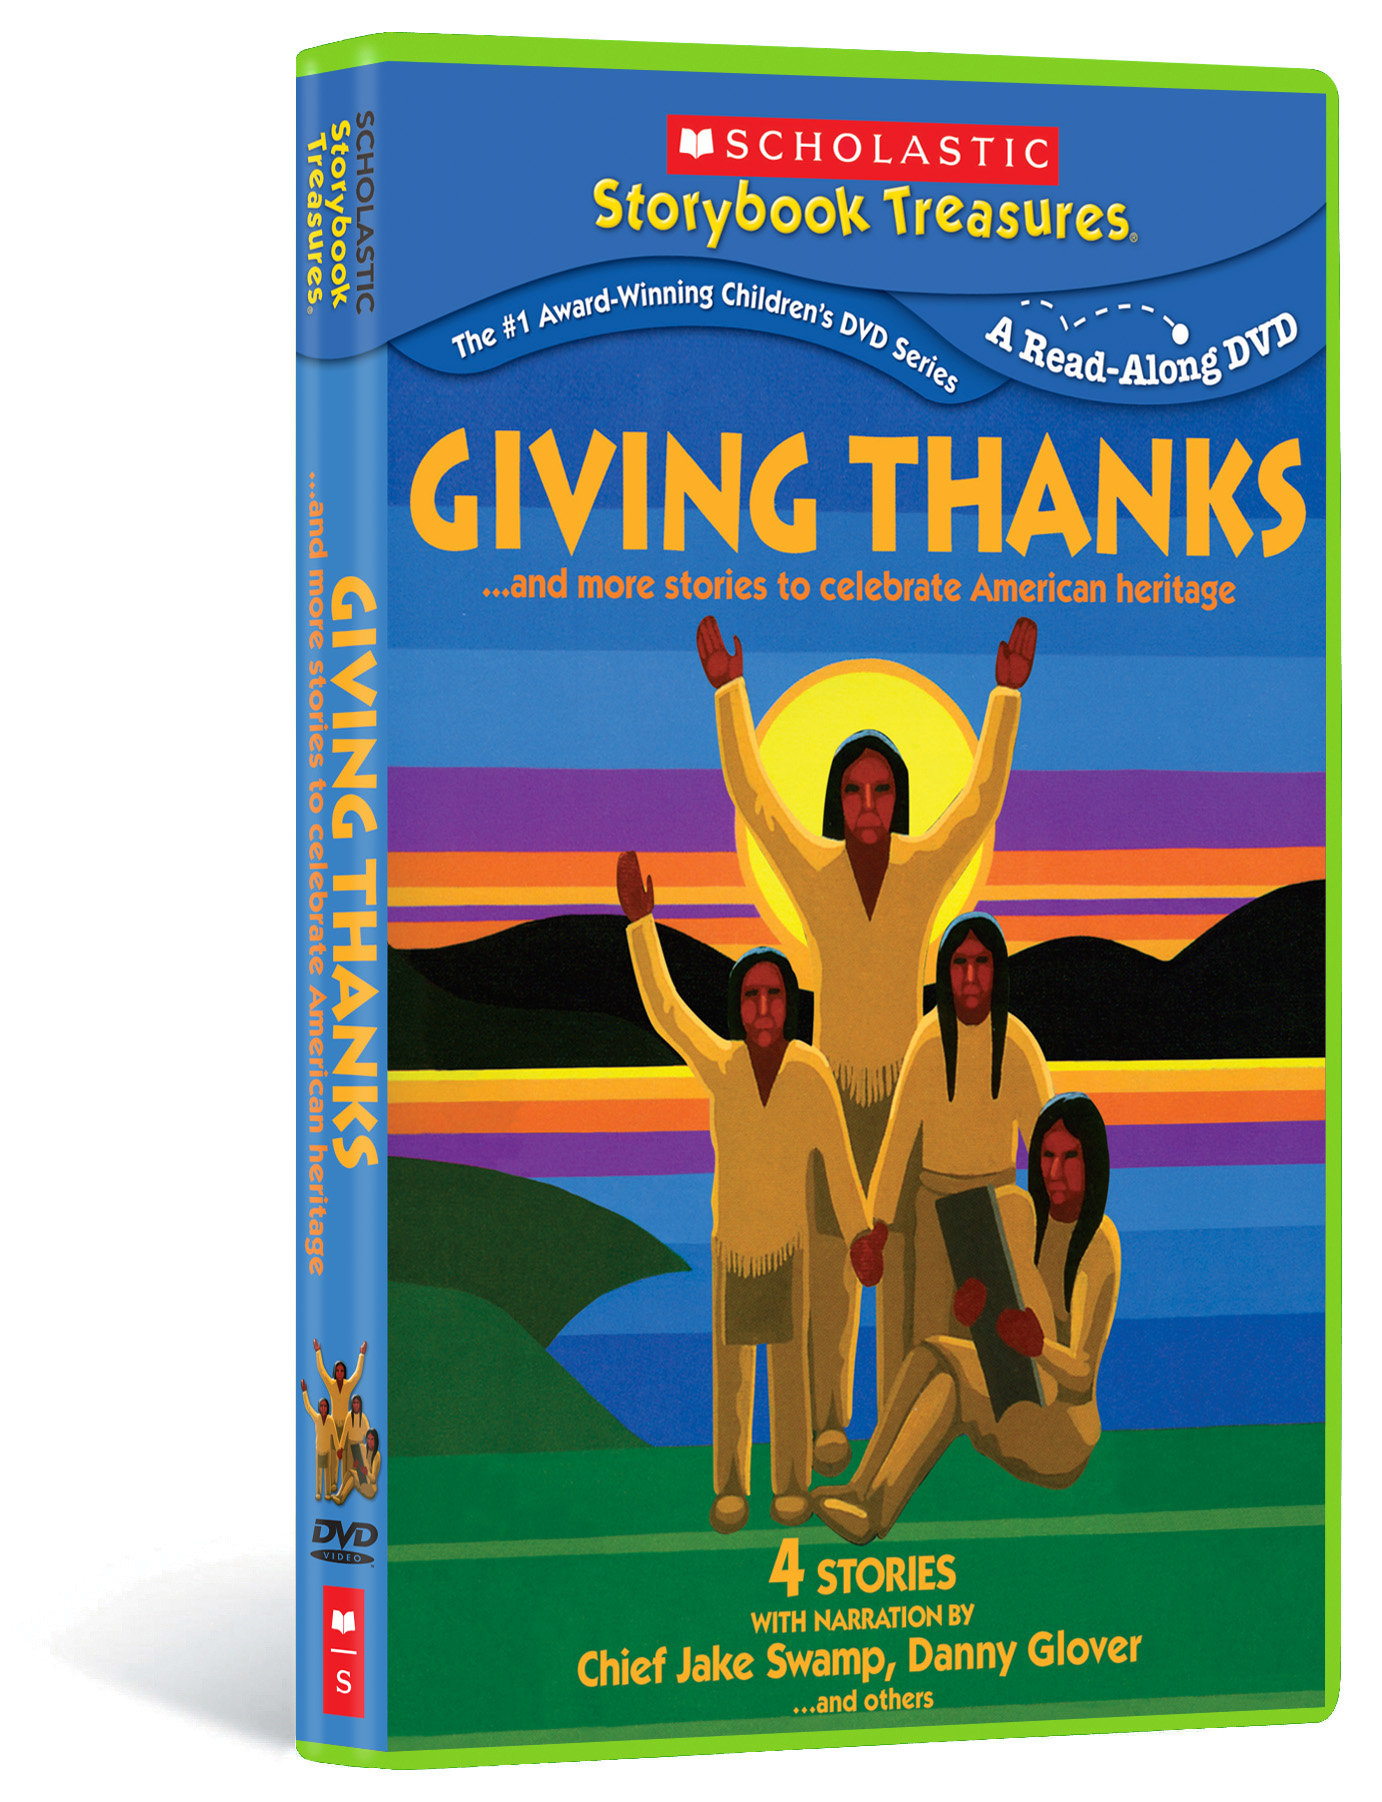 SCHOLASTIC
Storybook Treasures®
The #1 Award-Winning Children's DVD Series
A Read-Along DVD
GIVING THANKS
...and more stories to celebrate American heritage
4 STORIES
WITH NARRATION BY
Chief Jake Swamp, Danny Glover
...and others
SCHOLASTIC
Storybook
Treasures®
GIVING THANKS
...and more stories to celebrate American heritage
DVD
VIDEO
S